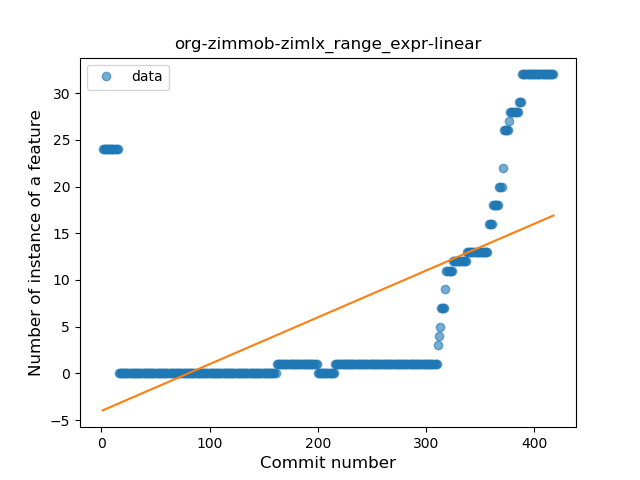 org-zimmob-zimlx_range_expr-linear
data
Number of instance of a feature
30
25
20
15
10
5
0
−5
0 100 200 300 400
Commit number